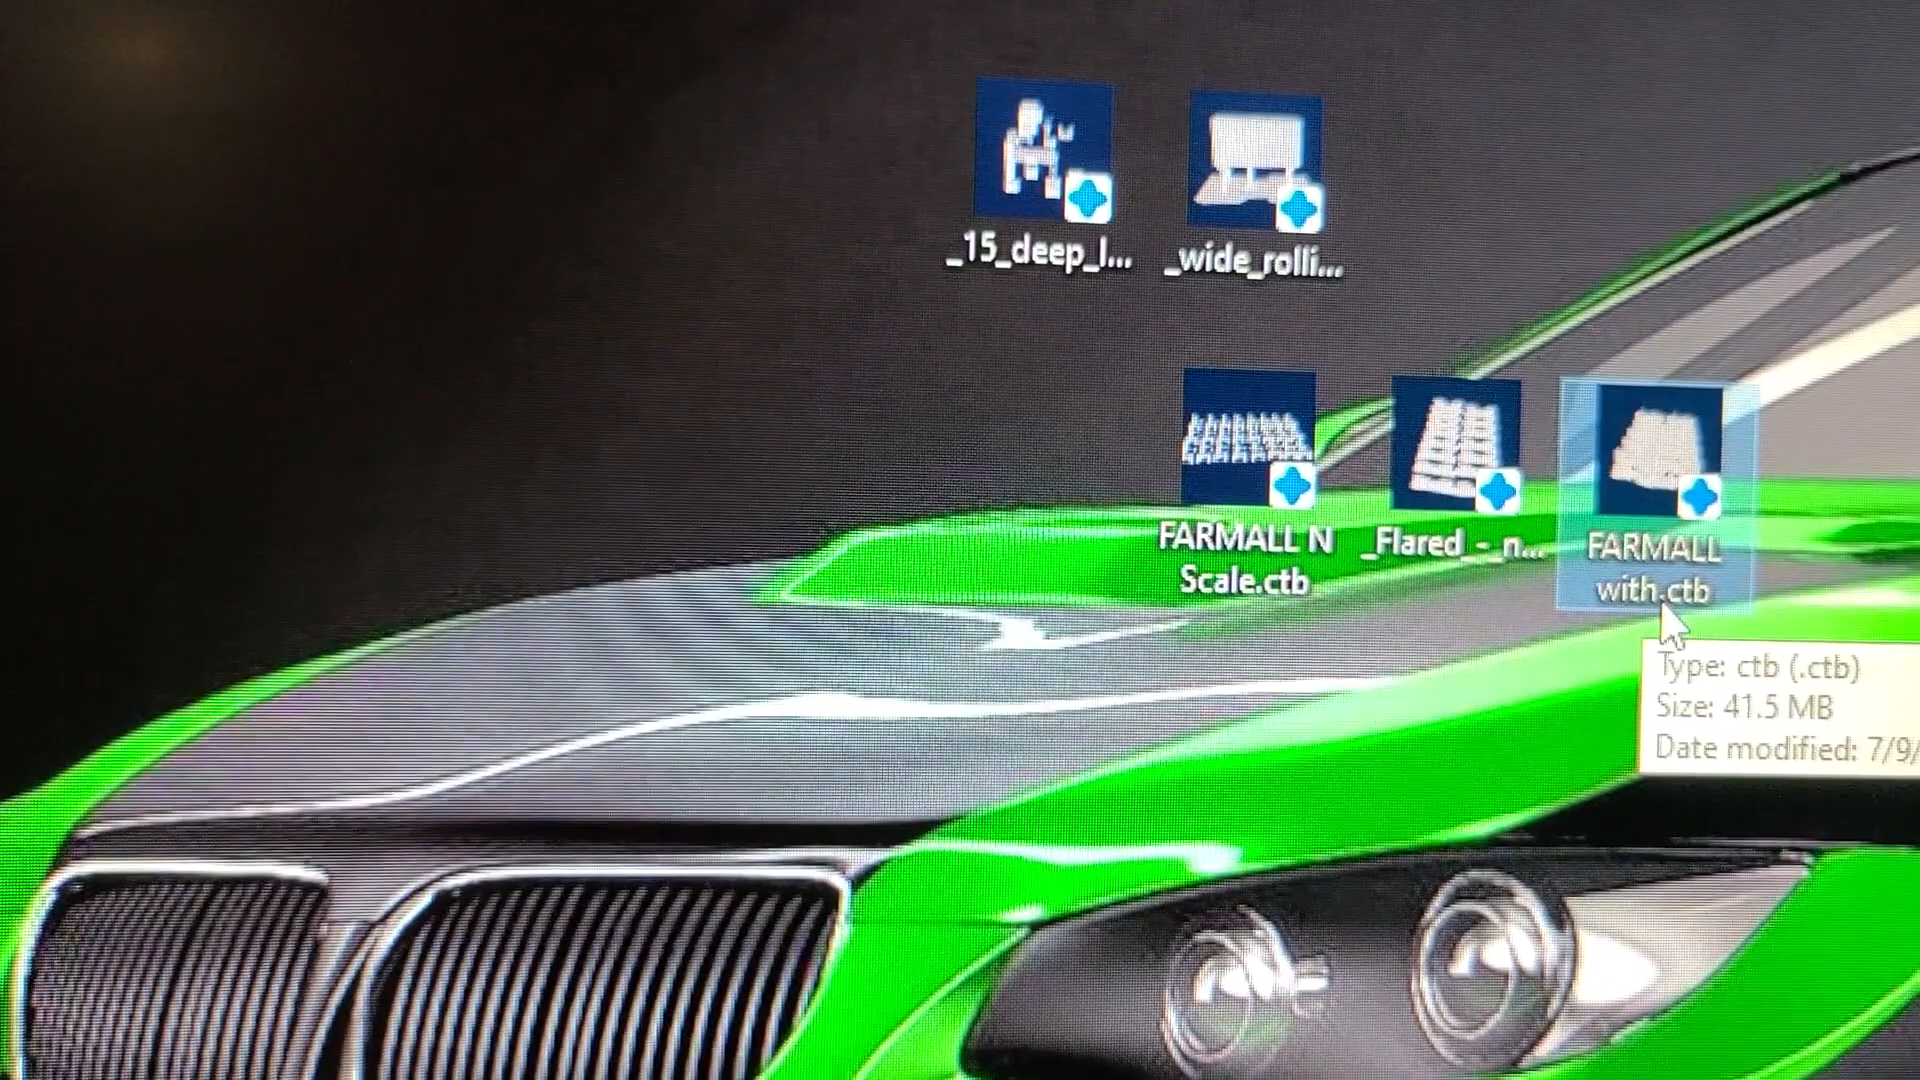 _15_deep_l...
_wide_rolli...
FARMALL N
Scale.ctb
_Flared_-_n...
FARMALL
with.ctb
Type: ctb (.ctb)
Size: 41.5 MB
Date modified: 7/9/